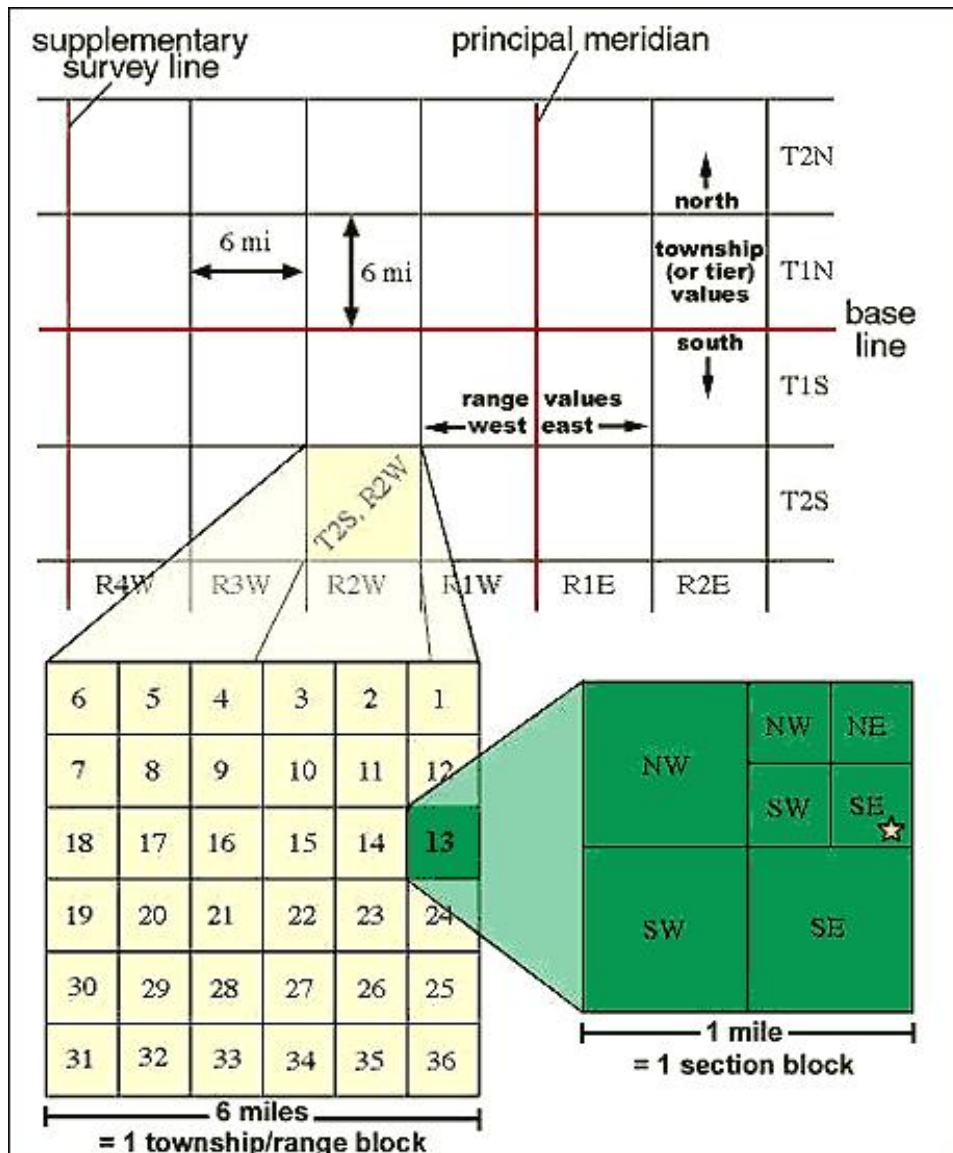 supplementary
survey line
principal meridian
T2N
north
6 mi
6 mi
township
(or tier)
values
T1N
base
line
south
T1S
range values
west east
T2S, R2W
T2S
R4W R3W R2W R1W R1E R2E
6 5 4 3 2 1
7 8 9 10 11 12
18 17 16 15 14 13
19 20 21 22 23 24
30 29 28 27 26 25
31 32 33 34 35 36
6 miles
= 1 township/range block
NW
NW NE
SW SE
SW SE
1 mile
= 1 section block